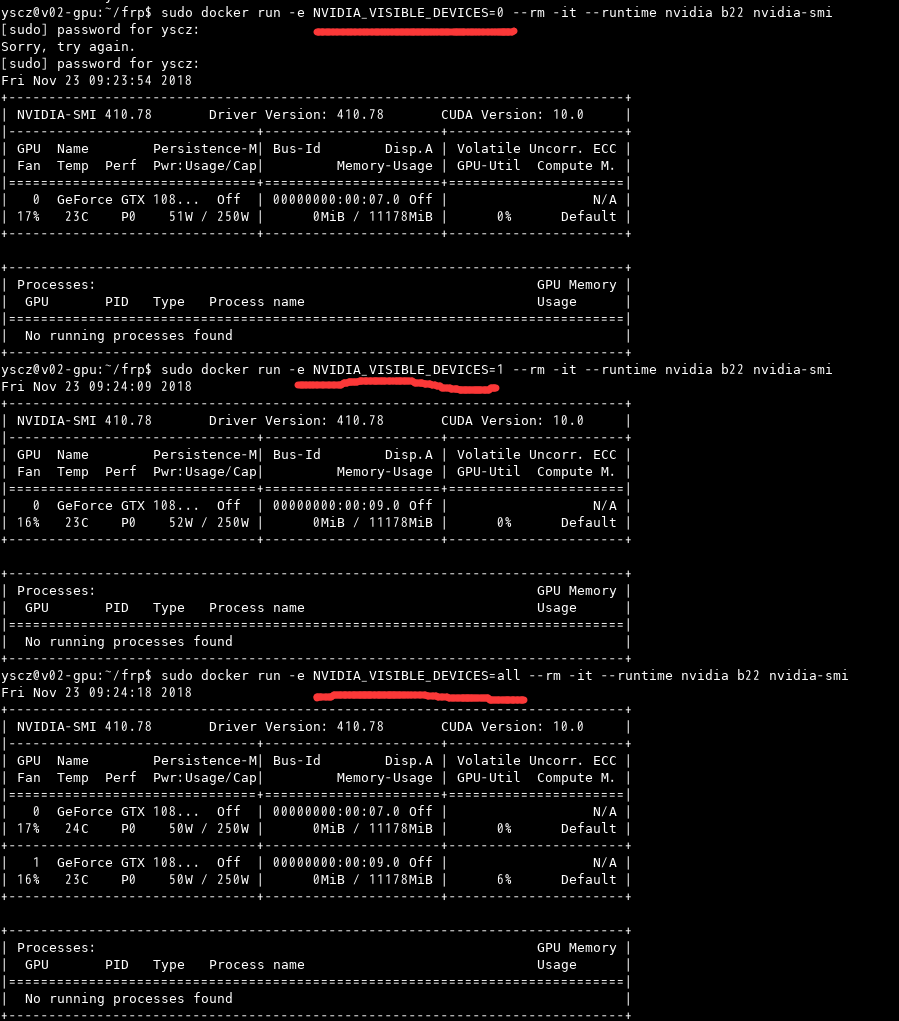 yscz@v02-gpu:~/frp$ sudo docker run -e NVIDIA_VISIBLE_DEVICES=0 --rm -it --runtime nvidia b22 nvidia-smi
[sudo] password for yscz:
Sorry, try again.
[sudo] password for yscz:
Fri Nov 23 09:23:54 2018
+-----------------------------------------------------------------------------+
| NVIDIA-SMI 410.78       Driver Version: 410.78       CUDA Version: 10.0     |
|-------------------------------+----------------------+----------------------+
| GPU  Name        Persistence-M| Bus-Id        Disp.A | Volatile Uncorr. ECC |
| Fan  Temp  Perf  Pwr:Usage/Cap|         Memory-Usage | GPU-Util  Compute M. |
|===============================+======================+======================|
|   0  GeForce GTX 108...  Off  | 00000000:00:07.0 Off |                  N/A |
| 17%   23C    P0    51W / 250W |      0MiB / 11178MiB |      0%      Default |
+-------------------------------+----------------------+----------------------+

+-----------------------------------------------------------------------------+
| Processes:                                                       GPU Memory |
|  GPU       PID   Type   Process name                             Usage      |
|=============================================================================|
|  No running processes found                                                 |
+-----------------------------------------------------------------------------+
yscz@v02-gpu:~/frp$ sudo docker run -e NVIDIA_VISIBLE_DEVICES=1 --rm -it --runtime nvidia b22 nvidia-smi
Fri Nov 23 09:24:09 2018
+-----------------------------------------------------------------------------+
| NVIDIA-SMI 410.78       Driver Version: 410.78       CUDA Version: 10.0     |
|-------------------------------+----------------------+----------------------+
| GPU  Name        Persistence-M| Bus-Id        Disp.A | Volatile Uncorr. ECC |
| Fan  Temp  Perf  Pwr:Usage/Cap|         Memory-Usage | GPU-Util  Compute M. |
|===============================+======================+======================|
|   0  GeForce GTX 108...  Off  | 00000000:00:09.0 Off |                  N/A |
| 16%   23C    P0    52W / 250W |      0MiB / 11178MiB |      0%      Default |
+-------------------------------+----------------------+----------------------+

+-----------------------------------------------------------------------------+
| Processes:                                                       GPU Memory |
|  GPU       PID   Type   Process name                             Usage      |
|=============================================================================|
|  No running processes found                                                 |
+-----------------------------------------------------------------------------+
yscz@v02-gpu:~/frp$ sudo docker run -e NVIDIA_VISIBLE_DEVICES=all --rm -it --runtime nvidia b22 nvidia-smi
Fri Nov 23 09:24:18 2018
+-----------------------------------------------------------------------------+
| NVIDIA-SMI 410.78       Driver Version: 410.78       CUDA Version: 10.0     |
|-------------------------------+----------------------+----------------------+
| GPU  Name        Persistence-M| Bus-Id        Disp.A | Volatile Uncorr. ECC |
| Fan  Temp  Perf  Pwr:Usage/Cap|         Memory-Usage | GPU-Util  Compute M. |
|===============================+======================+======================|
|   0  GeForce GTX 108...  Off  | 00000000:00:07.0 Off |                  N/A |
| 17%   24C    P0    50W / 250W |      0MiB / 11178MiB |      0%      Default |
+-------------------------------+----------------------+----------------------+
|   1  GeForce GTX 108...  Off  | 00000000:00:09.0 Off |                  N/A |
| 16%   23C    P0    50W / 250W |      0MiB / 11178MiB |      6%      Default |
+-------------------------------+----------------------+----------------------+

+-----------------------------------------------------------------------------+
| Processes:                                                       GPU Memory |
|  GPU       PID   Type   Process name                             Usage      |
|=============================================================================|
|  No running processes found                                                 |
+-----------------------------------------------------------------------------+